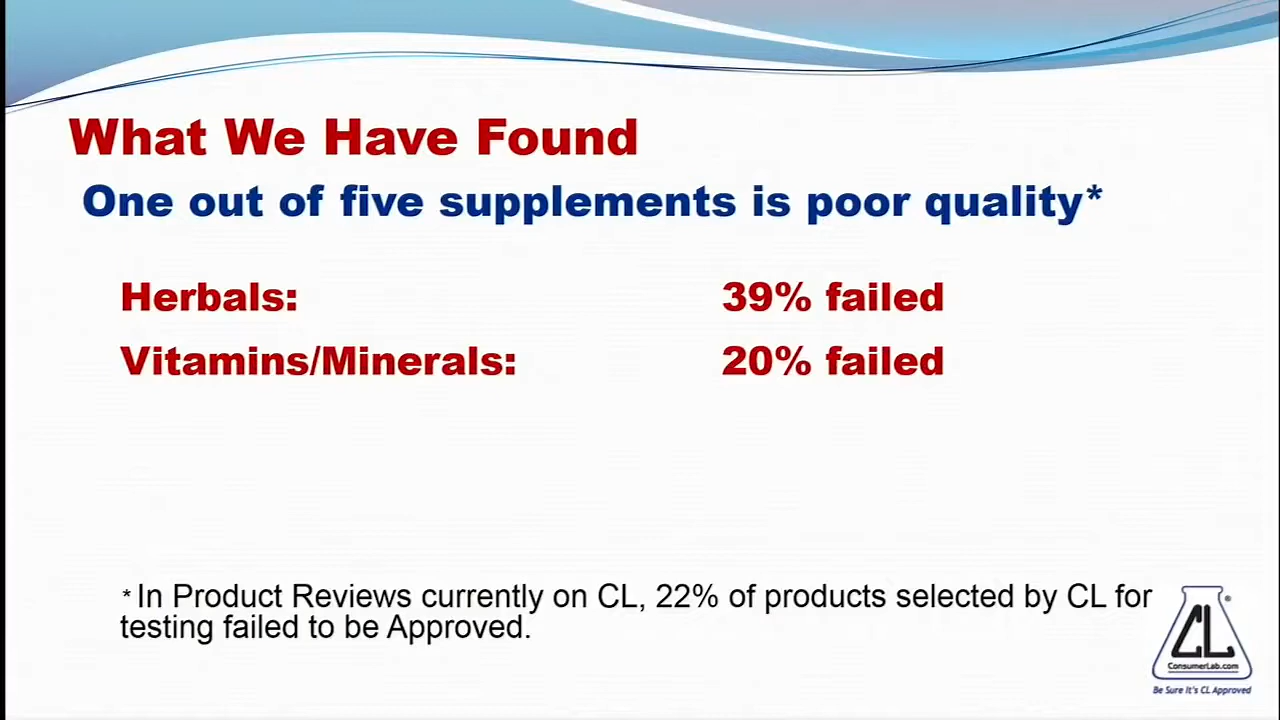 What We Have Found
One out of five supplements is poor quality*
Herbals: 39% failed
Vitamins/Minerals: 20% failed
* In Product Reviews currently on CL, 22% of products selected by CL for
testing failed to be Approved.
CL®
ConsumerLab.com
Be Sure It's CL Approved